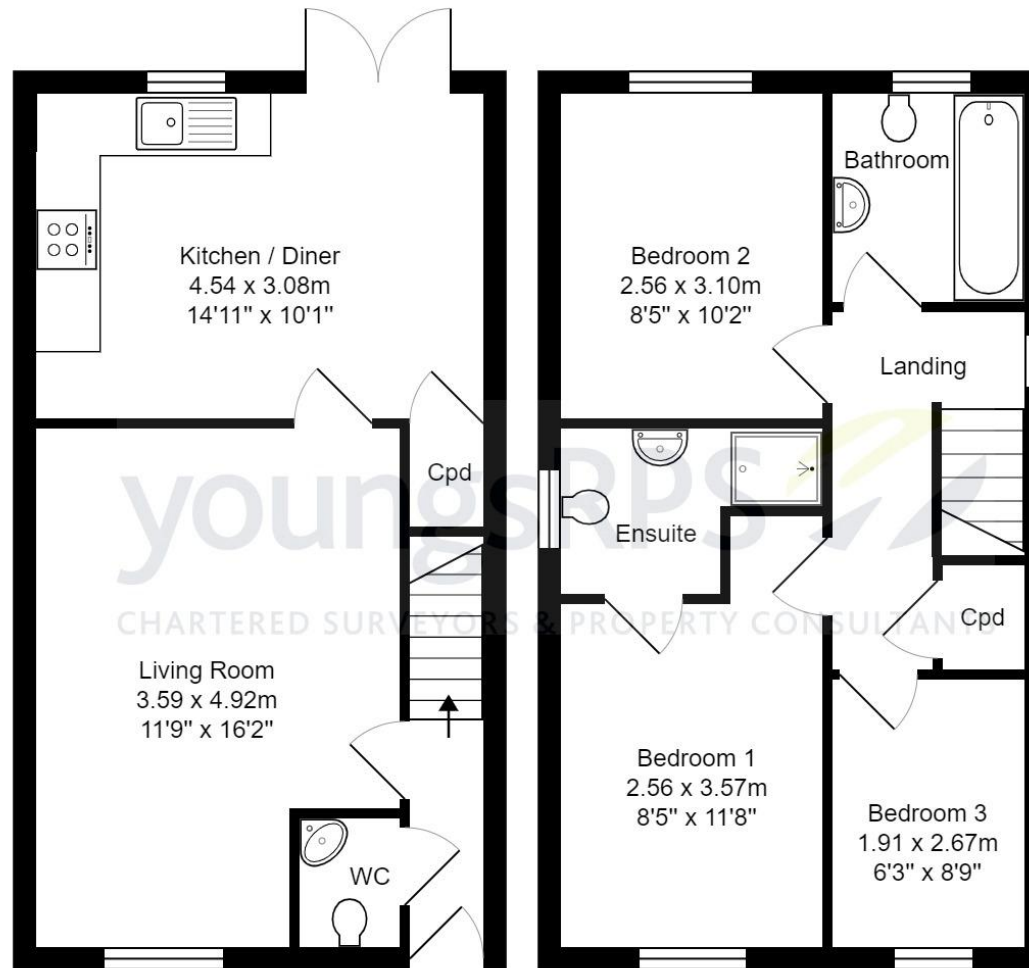 Kitchen / Diner
4.54 x 3.08m
14'11" x 10'1"
Cpd
Living Room
3.59 x 4.92m
11'9" x 16'2"
WC
Bedroom 2
2.56 x 3.10m
8'5" x 10'2"
Bathroom
Landing
Ensuite
Cpd
Bedroom 1
2.56 x 3.57m
8'5" x 11'8"
Bedroom 3
1.91 x 2.67m
6'3" x 8'9"
youngsRPS
CHARTERED SURVEYORS & PROPERTY CONSULTANTS